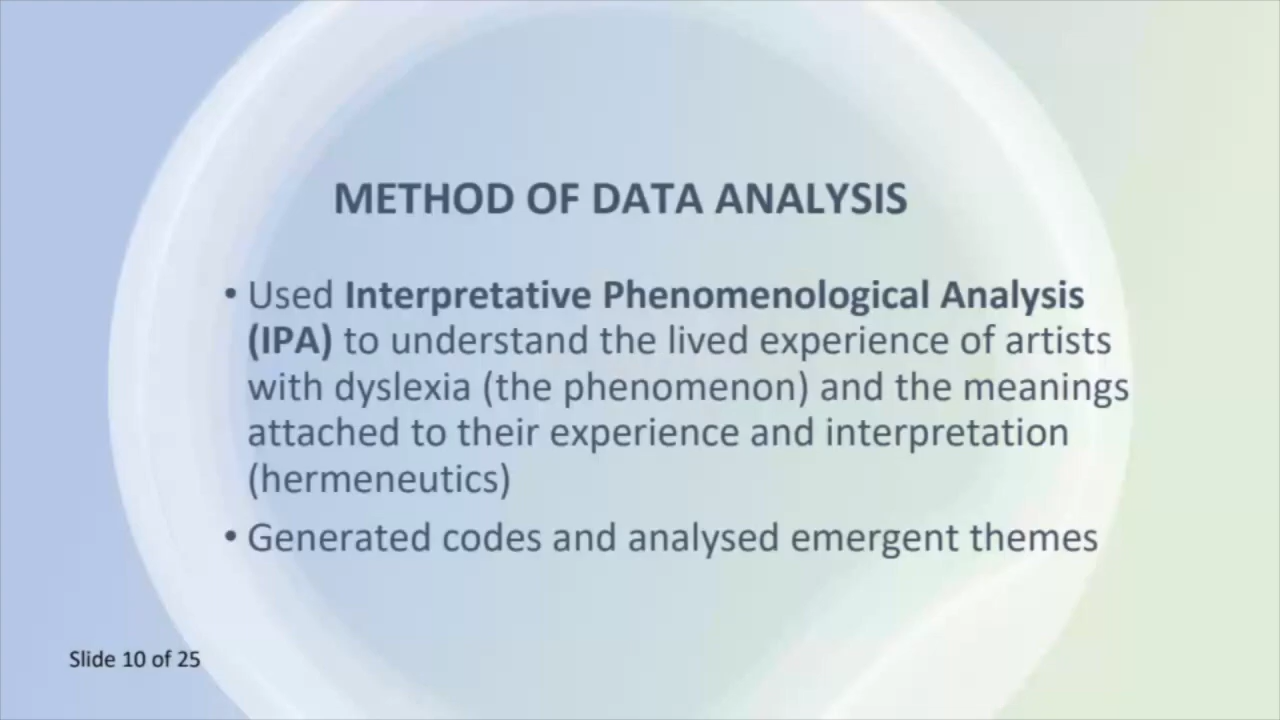 METHOD OF DATA ANALYSIS
• Used Interpretative Phenomenological Analysis
(IPA) to understand the lived experience of artists
with dyslexia (the phenomenon) and the meanings
attached to their experience and interpretation
(hermeneutics)
• Generated codes and analysed emergent themes
Slide 10 of 25